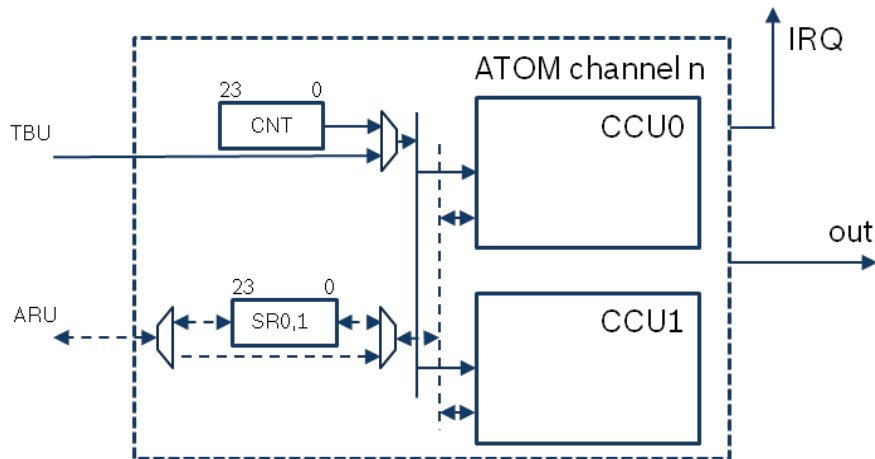 IRQ
ATOM channel n
23 0
CNT
CCU0
TBU
out
23 0
SR0,1
ARU
CCU1